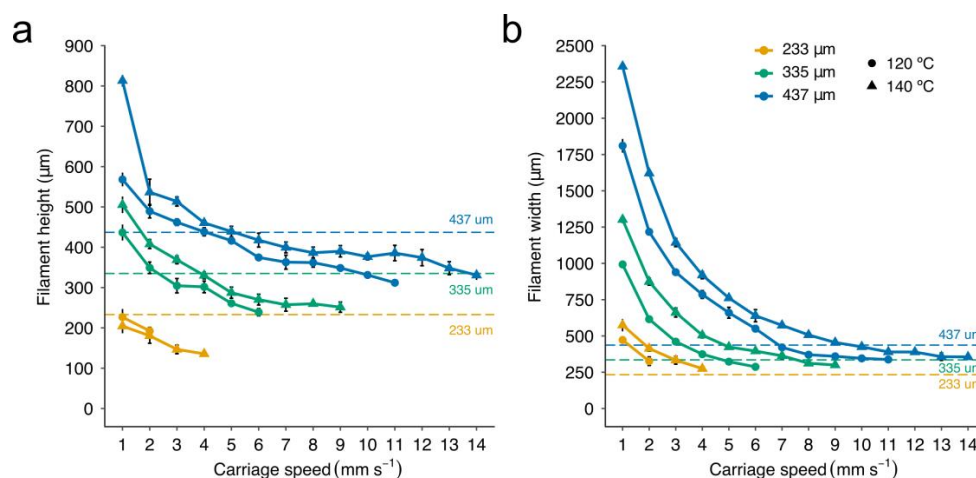 a
900
800
700
600
500
400
300
200
100
0
Filament height (µm)
437 um
335 um
233 um
1 2 3 4 5 6 7 8 9 10 11 12 13 14
Carriage speed (mm s⁻¹)
b
2500
2250
2000
1750
1500
1250
1000
750
500
250
0
Filament width (µm)
233 µm
335 µm
437 µm
120 ºC
140 ºC
437 um
335 um
233 um
1 2 3 4 5 6 7 8 9 10 11 12 13 14
Carriage speed (mm s⁻¹)